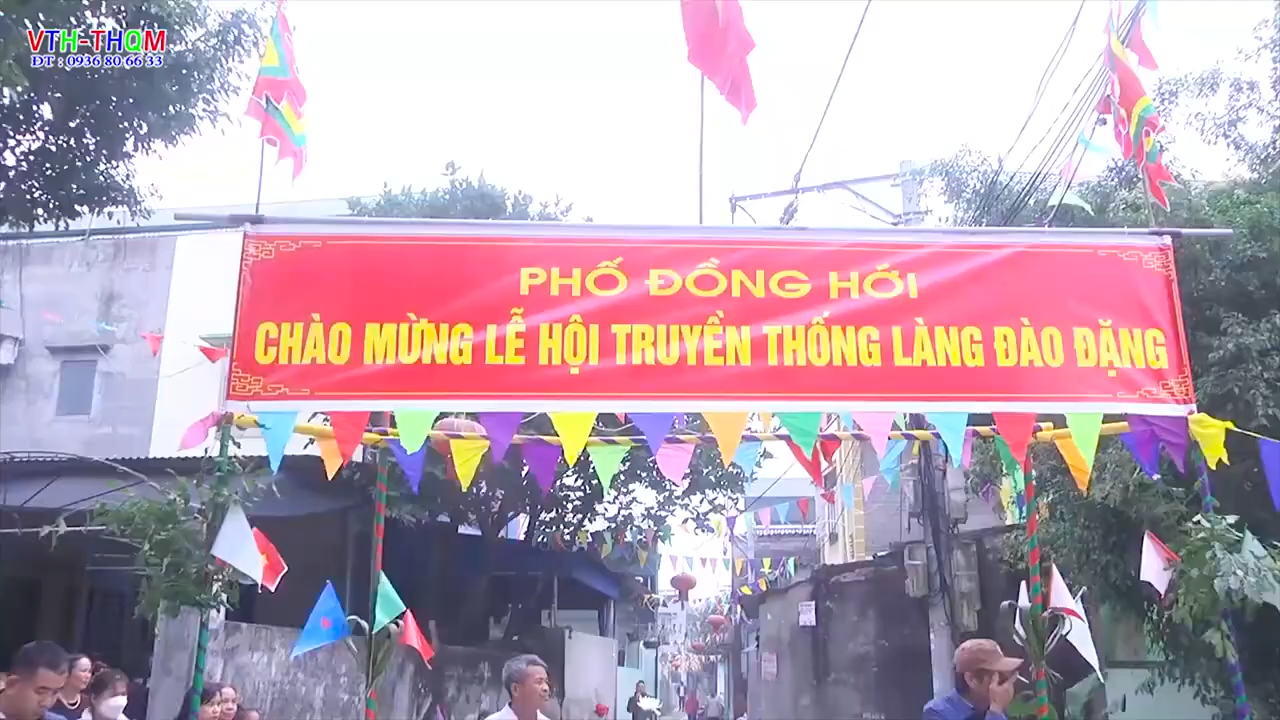 VTH-THQM
ĐT : 0936 80 66 33
PHỐ ĐỒNG HỚI
CHÀO MỪNG LỄ HỘI TRUYỀN THỐNG LÀNG ĐÀO ĐẶNG